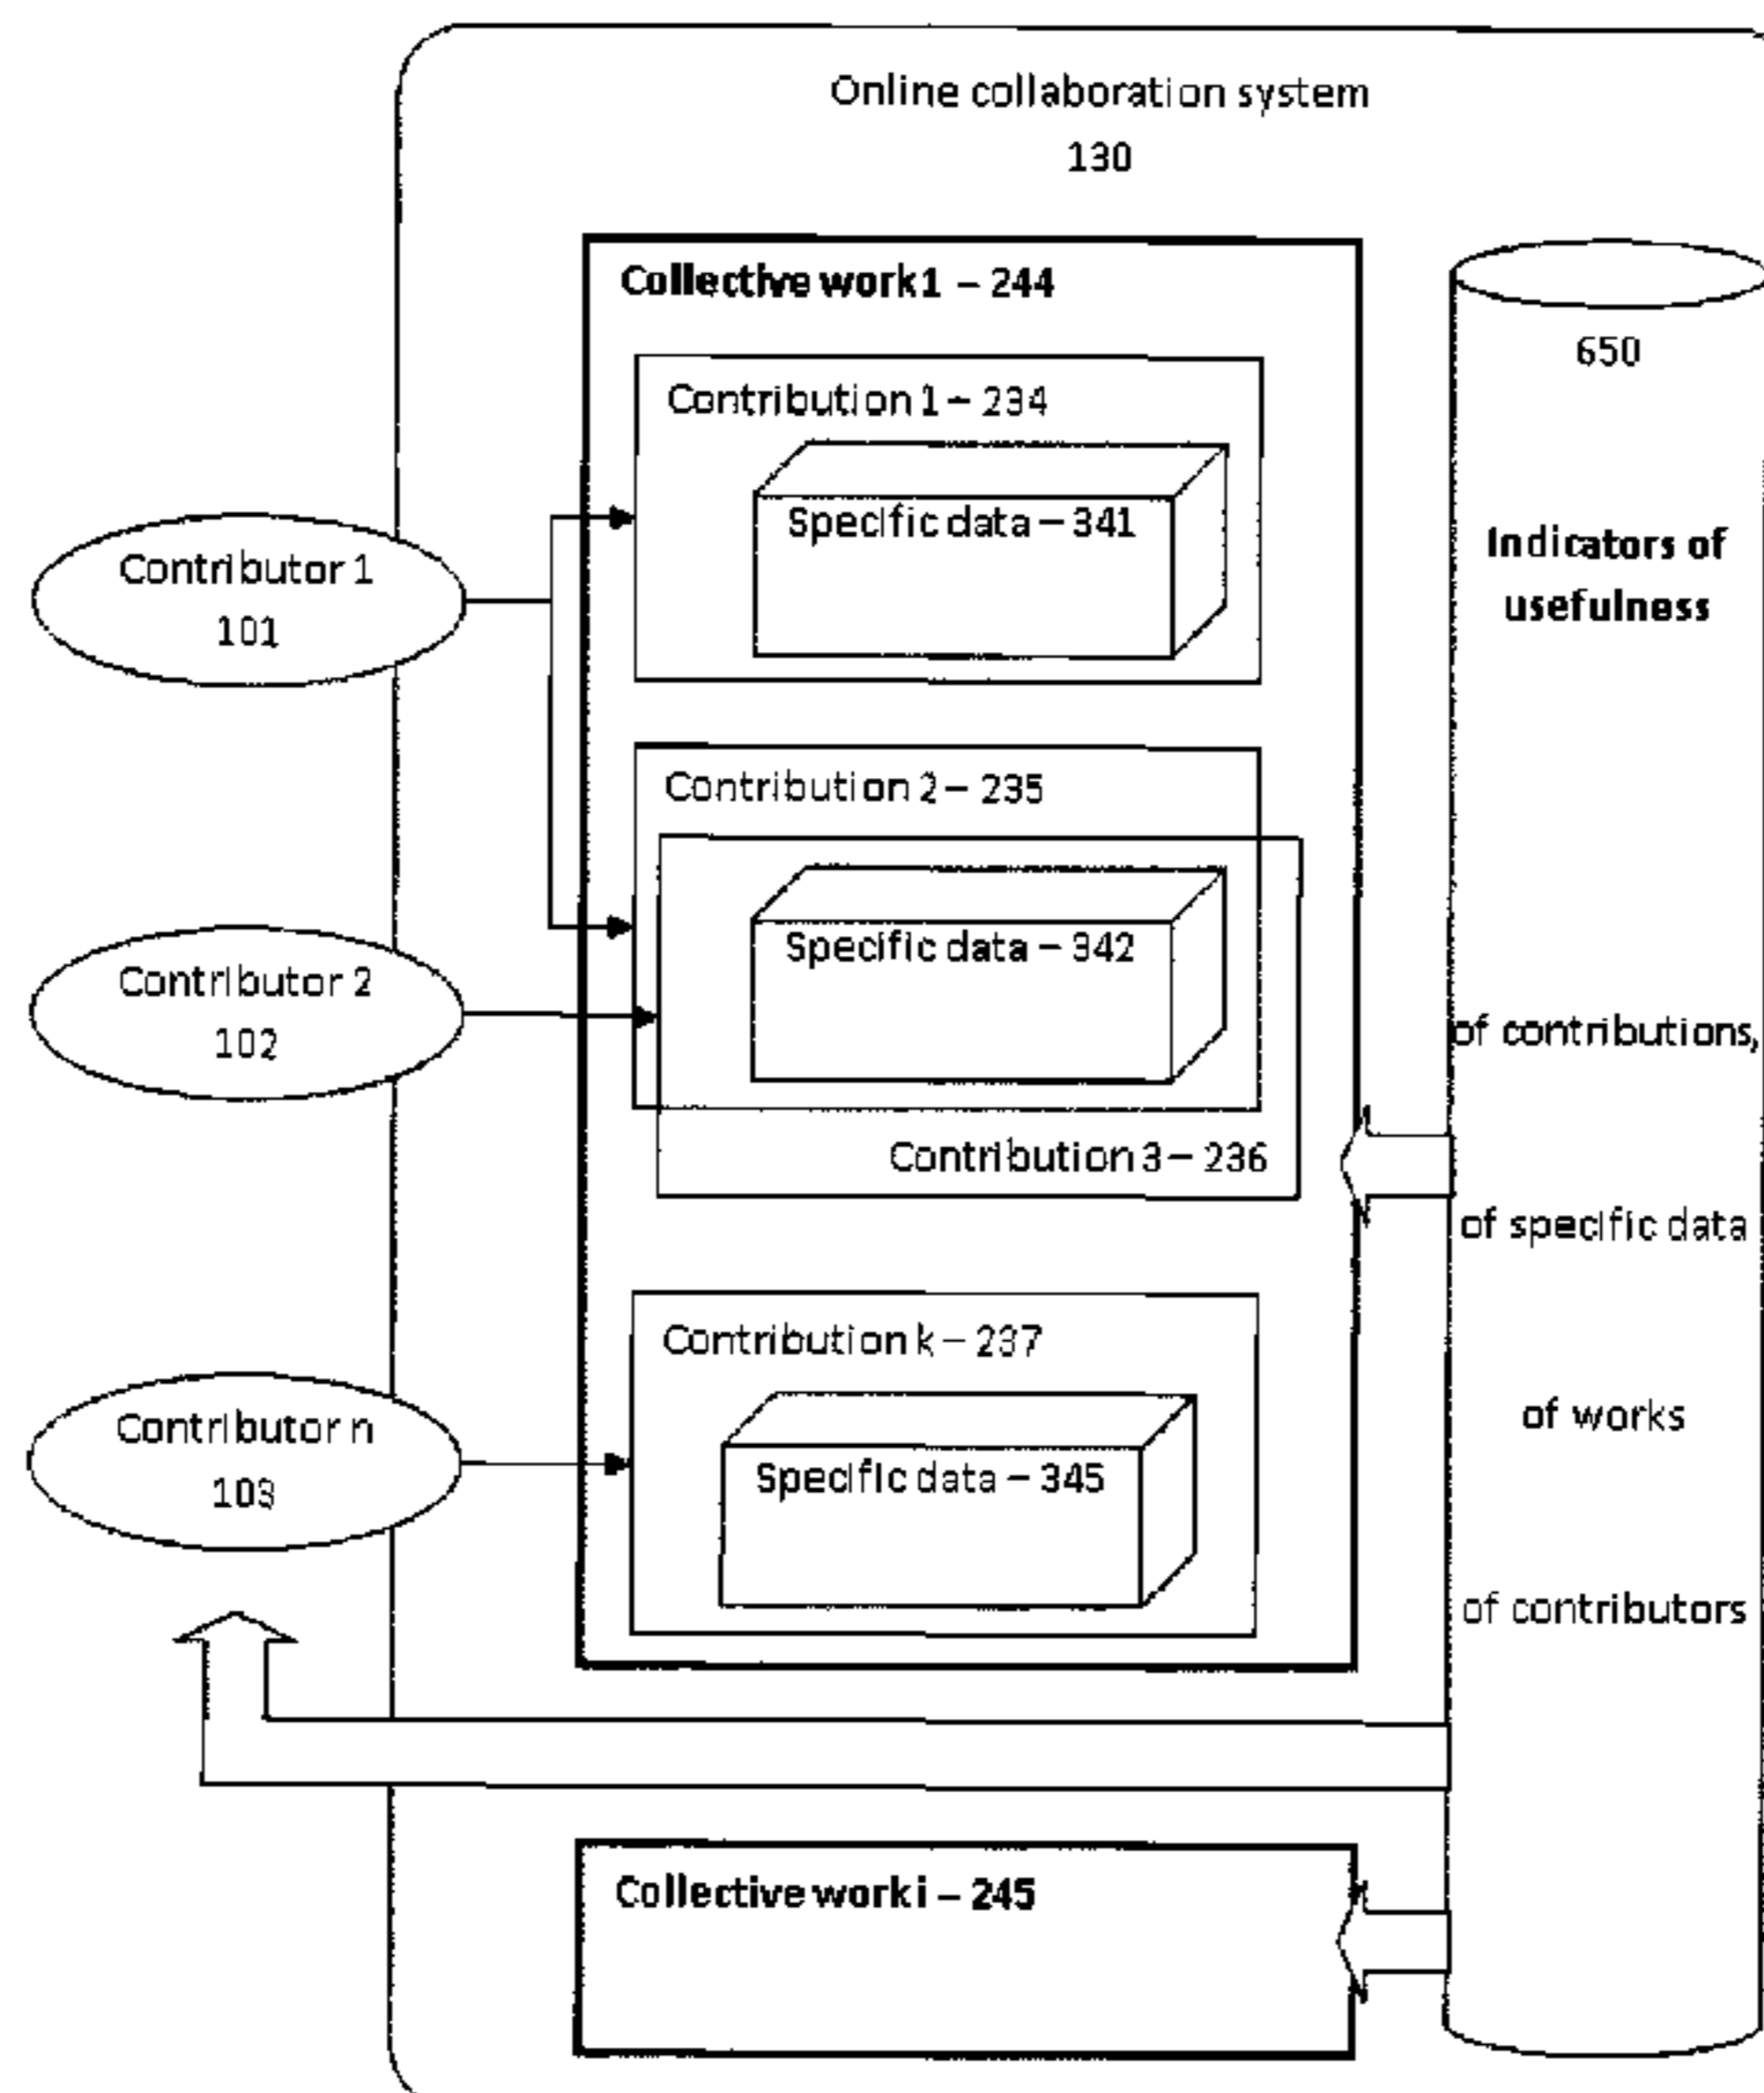 Online collaboration system
130
Collective work 1 – 244
650
Contribution 1 – 234
Specific data – 341
Indicators of
usefulness
Contributor 1
101
Contribution 2 – 235
Specific data – 342
Contributor 2
102
of contributions,
Contribution 3 – 236
of specific data
Contribution k – 237
of works
Contributor n
103
Specific data – 345
of contributors
Collective work i – 245